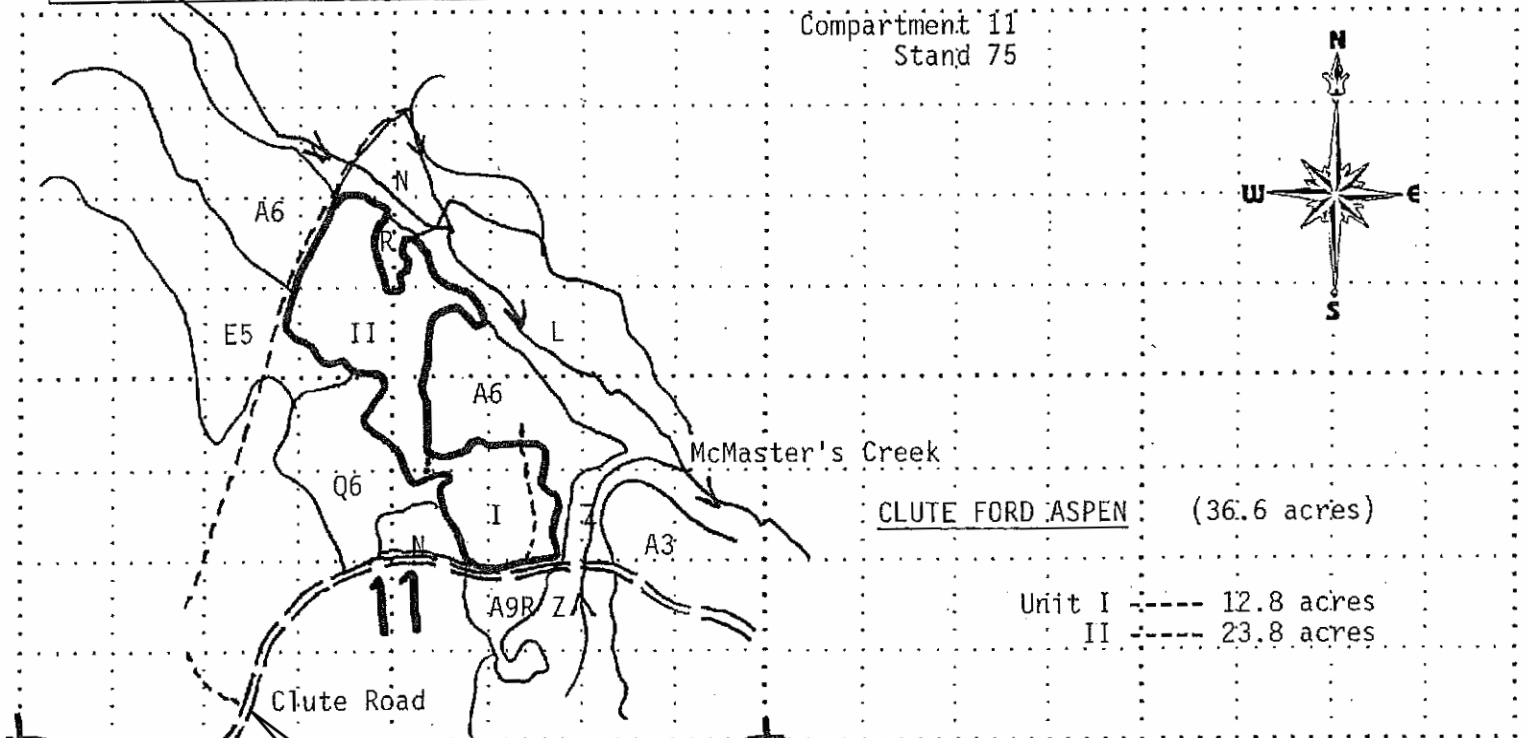 Compartment 11
Stand 75
N
W E
S
N
A6
R
E5
II
L
A6
McMaster's Creek
Q6
I
Z
CLUTE FORD ASPEN (36.6 acres)
N
A3
11
A9R
Z
Unit I ----- 12.8 acres
II ----- 23.8 acres
Clute Road